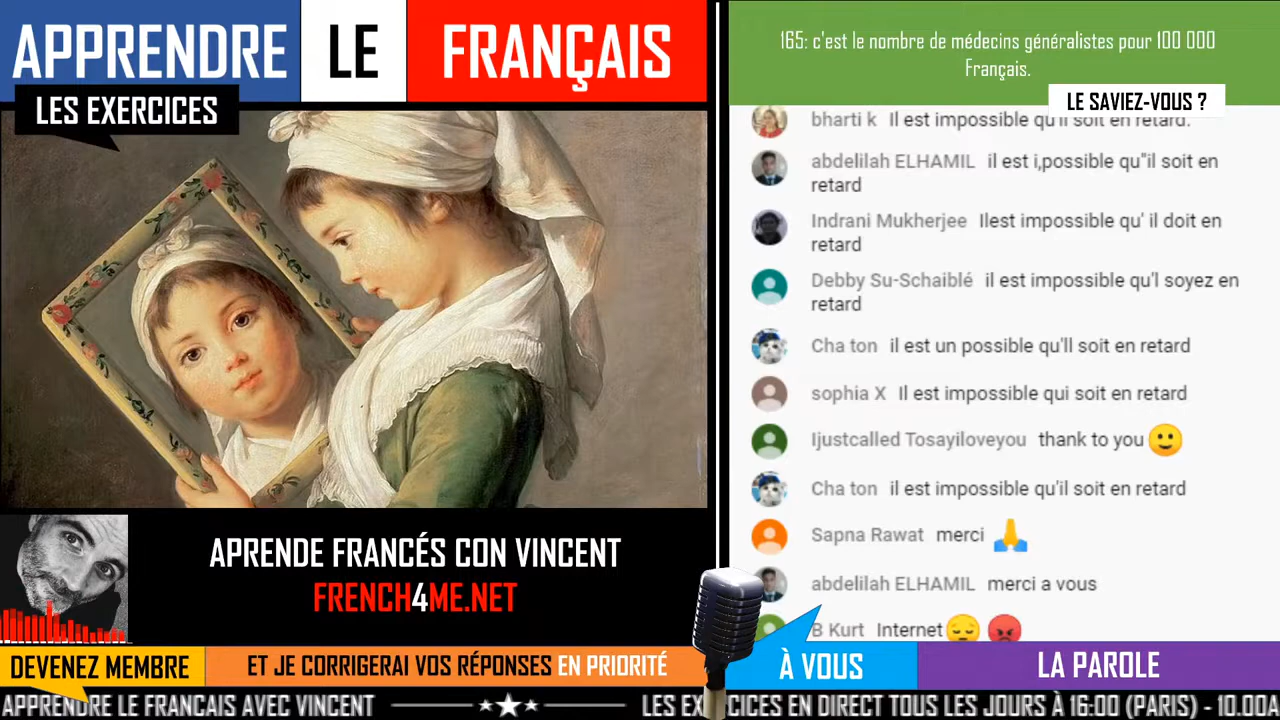 APPRENDRE LE FRANÇAIS
LES EXERCICES
165: c'est le nombre de médecins généralistes pour 100 000
Français.
LE SAVIEZ-VOUS ?
bharti k Il est impossible qu'il soit en retard.
abdelilah ELHAMIL il est i,possible qu"il soit en
retard
Indrani Mukherjee Ilest impossible qu' il doit en
retard
Debby Su-Schaiblé il est impossible qu'l soyez en
retard
Cha ton il est un possible qu'll soit en retard
sophia X Il est impossible qui soit en retard
Ijustcalled Tosayiloveyou thank to you
Cha ton il est impossible qu'il soit en retard
Sapna Rawat merci
abdelilah ELHAMIL merci a vous
B Kurt Internet
APRENDE FRANCÉS CON VINCENT
FRENCH4ME.NET
DEVENEZ MEMBRE
ET JE CORRIGERAI VOS RÉPONSES EN PRIORITÉ
À VOUS
LA PAROLE
APPRENDRE LE FRANCAIS AVEC VINCENT
LES EXERCICES EN DIRECT TOUS LES JOURS À 16:00 (PARIS) - 10.00A